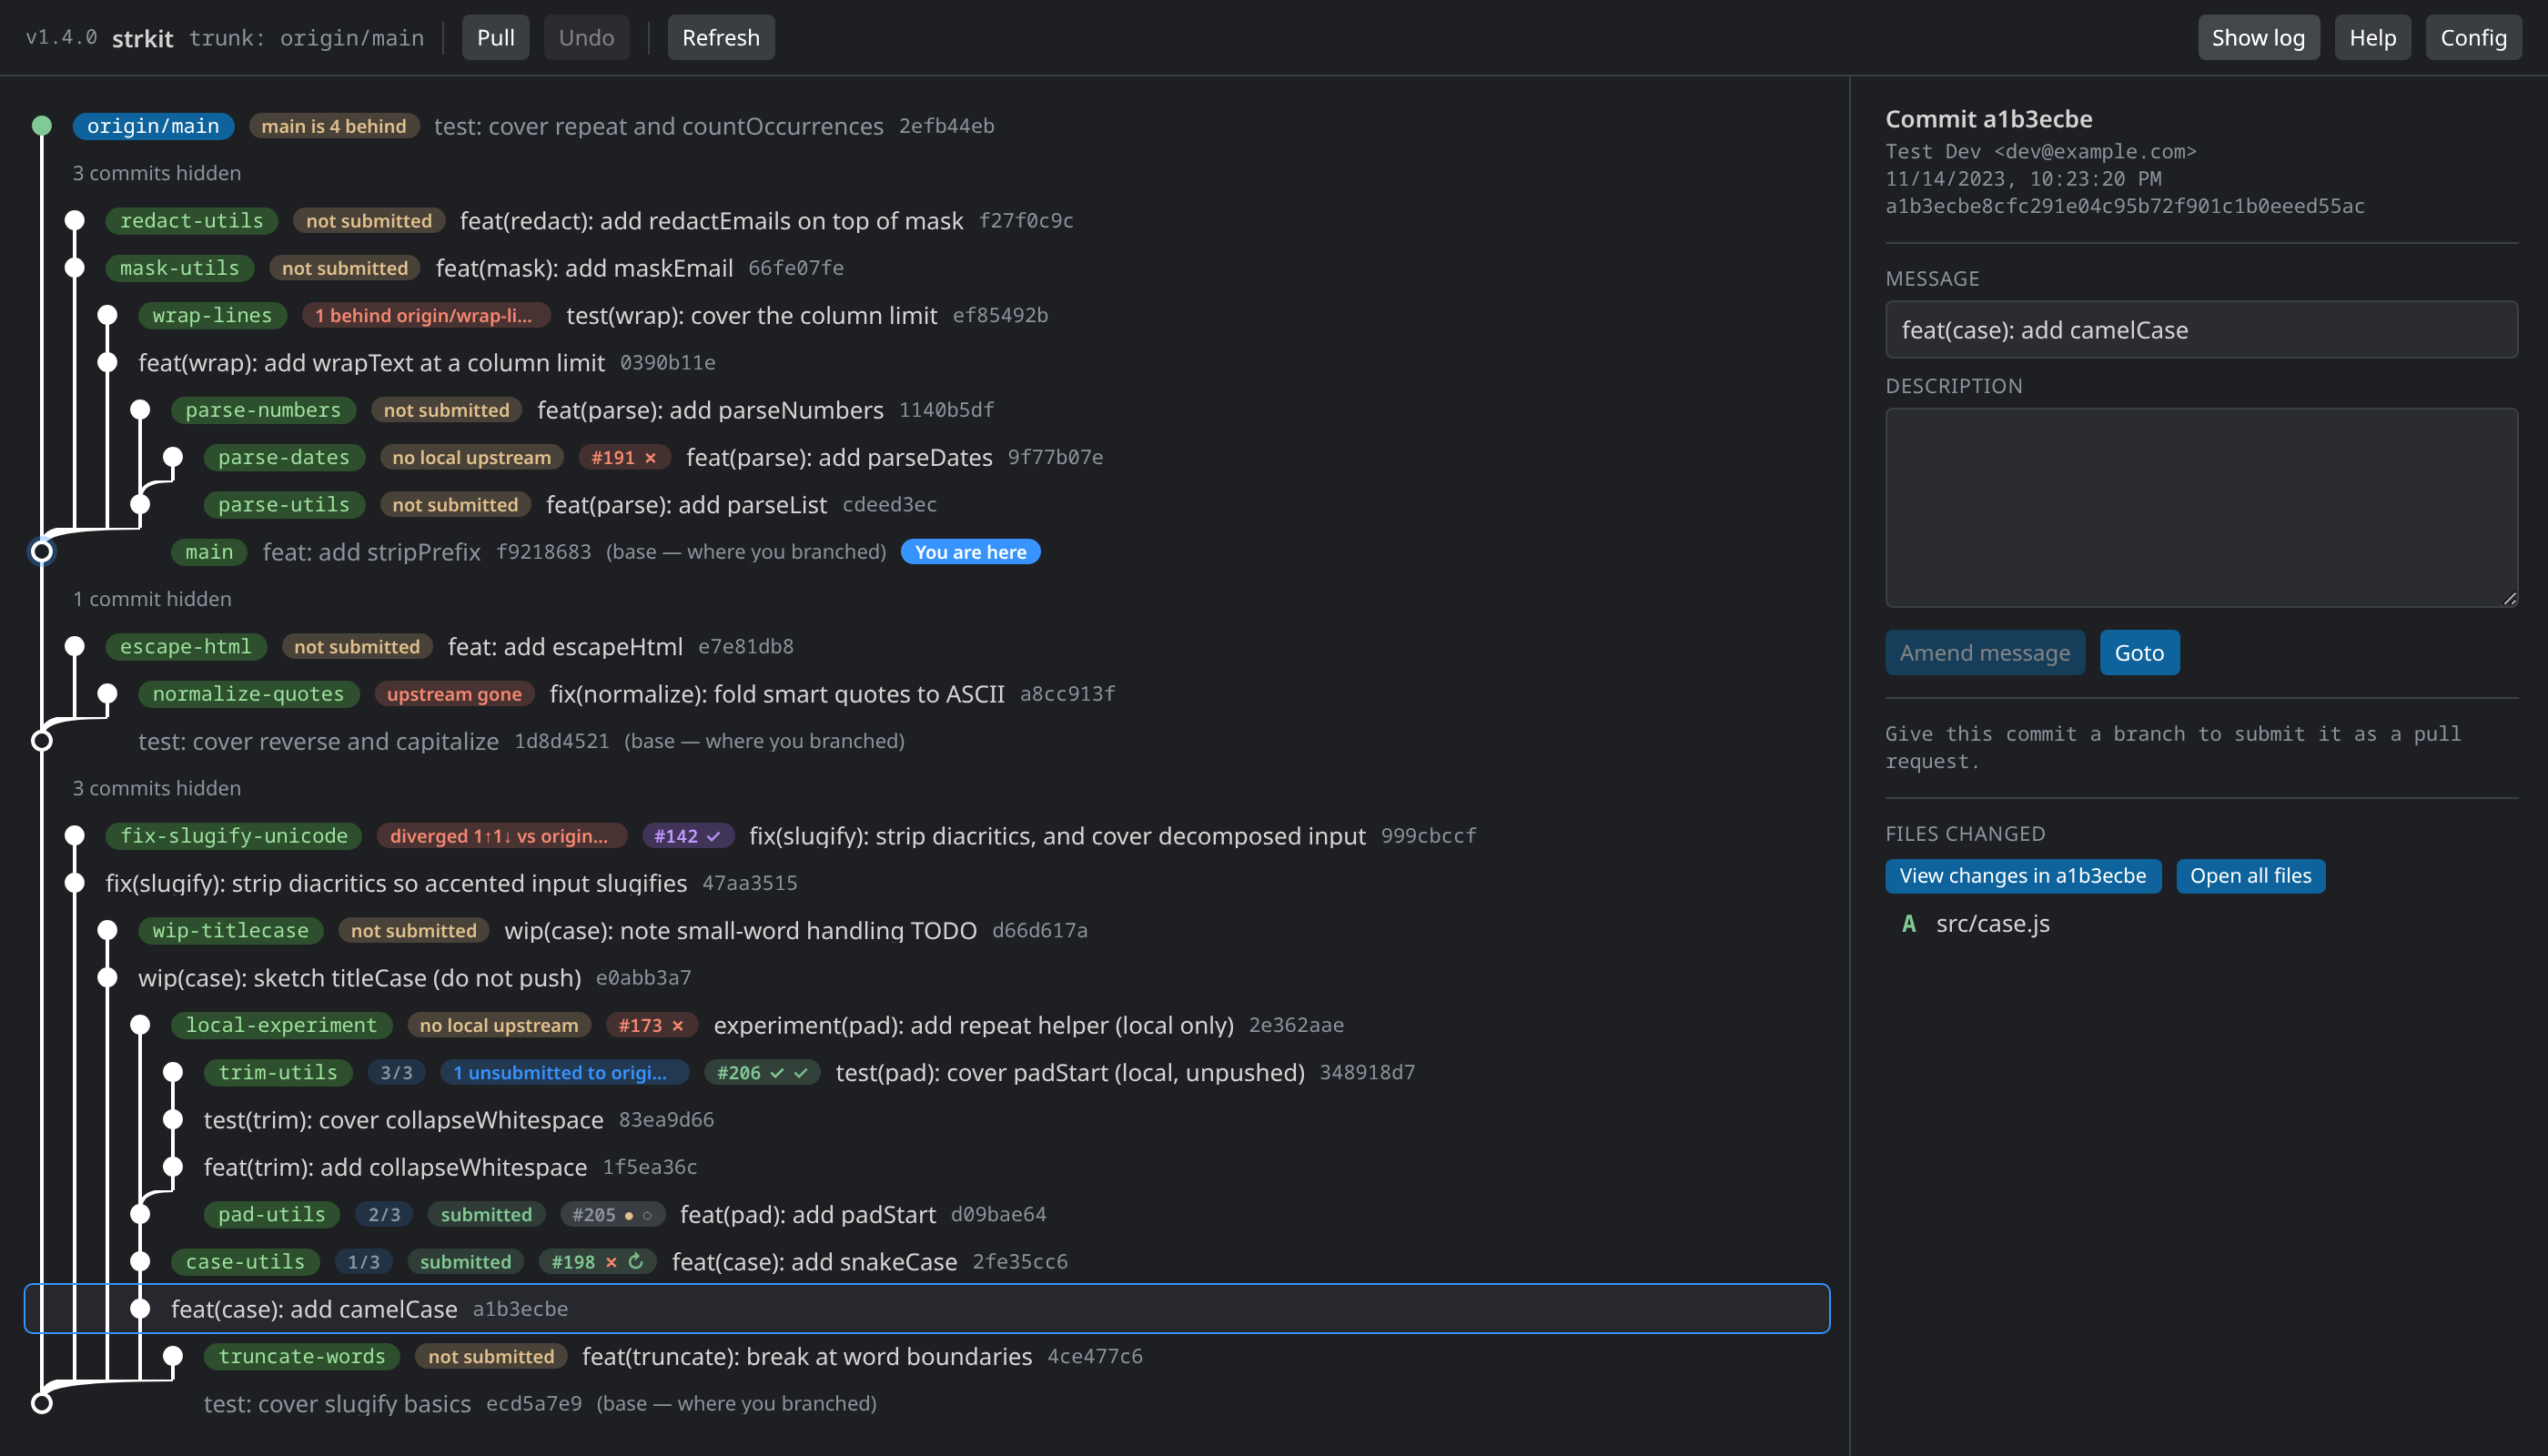 v1.4.0 strkit trunk: origin/main Pull Undo Refresh Show log Help Config
origin/main main is 4 behind test: cover repeat and countOccurrences 2efb44eb
3 commits hidden
redact-utils not submitted feat(redact): add redactEmails on top of mask f27f0c9c
mask-utils not submitted feat(mask): add maskEmail 66fe07fe
wrap-lines 1 behind origin/wrap-li... test(wrap): cover the column limit ef85492b
feat(wrap): add wrapText at a column limit 0390b11e
parse-numbers not submitted feat(parse): add parseNumbers 1140b5df
parse-dates no local upstream #191 × feat(parse): add parseDates 9f77b07e
parse-utils not submitted feat(parse): add parseList cdeed3ec
main feat: add stripPrefix f9218683 (base — where you branched) You are here
1 commit hidden
escape-html not submitted feat: add escapeHtml e7e81db8
normalize-quotes upstream gone fix(normalize): fold smart quotes to ASCII a8cc913f
test: cover reverse and capitalize 1d8d4521 (base — where you branched)
3 commits hidden
fix-slugify-unicode diverged 1↑1↓ vs origin... #142 ✓ fix(slugify): strip diacritics, and cover decomposed input 999cbccf
fix(slugify): strip diacritics so accented input slugifies 47aa3515
wip-titlecase not submitted wip(case): note small-word handling TODO d66d617a
wip(case): sketch titleCase (do not push) e0abb3a7
local-experiment no local upstream #173 × experiment(pad): add repeat helper (local only) 2e362aae
trim-utils 3/3 1 unsubmitted to origi... #206 ✓ ✓ test(pad): cover padStart (local, unpushed) 348918d7
test(trim): cover collapseWhitespace 83ea9d66
feat(trim): add collapseWhitespace 1f5ea36c
pad-utils 2/3 submitted #205 ● ○ feat(pad): add padStart d09bae64
case-utils 1/3 submitted #198 × ↻ feat(case): add snakeCase 2fe35cc6
feat(case): add camelCase a1b3ecbe
truncate-words not submitted feat(truncate): break at word boundaries 4ce477c6
test: cover slugify basics ecd5a7e9 (base — where you branched)
Commit a1b3ecbe
Test Dev <dev@example.com>
11/14/2023, 10:23:20 PM
a1b3ecbe8cfc291e04c95b72f901c1b0eeed55ac
MESSAGE
feat(case): add camelCase
DESCRIPTION
Amend message Goto
Give this commit a branch to submit it as a pull
request.
FILES CHANGED
View changes in a1b3ecbe Open all files
A src/case.js